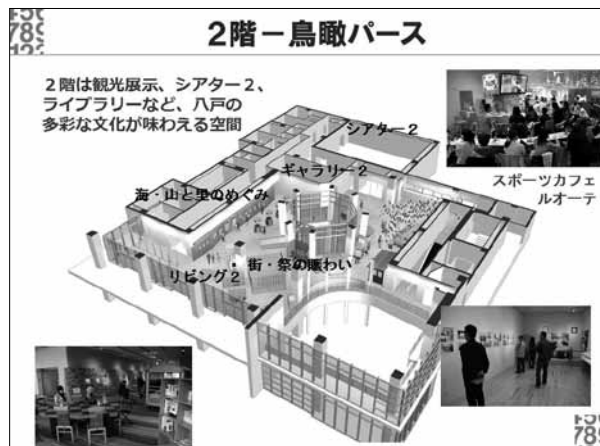 2階－鳥瞰パース
２階は観光展示、シアター２、
ライブラリーなど、八戸の
多彩な文化が味わえる空間
シアター2
ギャラリー2
海・山と里のめぐみ
スポーツカフェ
ルオーテ
リビング2
街・祭の賑わい